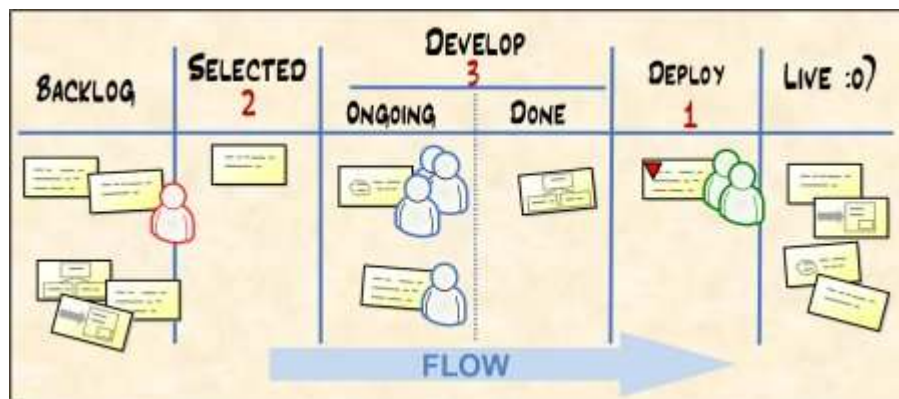 BACKLOG
SELECTED
2
DEVELOP
3
ONGOING
DONE
DEPLOY
1
LIVE :o)
FLOW